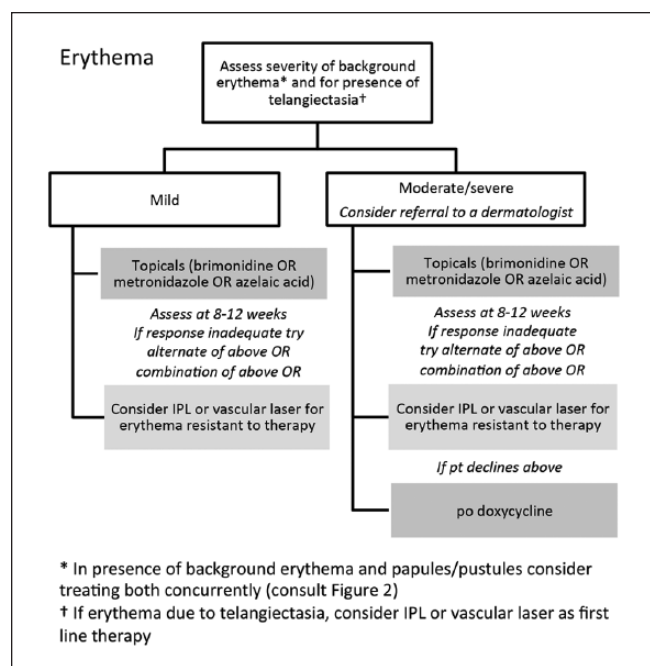 Erythema
Assess severity of background
erythema* and for presence of
telangiectasia†
Mild
Moderate/severe
Consider referral to a dermatologist
Topicals (brimonidine OR
metronidazole OR azelaic acid)
Assess at 8-12 weeks
If response inadequate try
alternate of above OR
combination of above OR
Consider IPL or vascular laser for
erythema resistant to therapy
Topicals (brimonidine OR
metronidazole OR azelaic acid)
Assess at 8-12 weeks
If response inadequate
try alternate of above OR
combination of above OR
Consider IPL or vascular laser for
erythema resistant to therapy
If pt declines above
po doxycycline
* In presence of background erythema and papules/pustules consider
treating both concurrently (consult Figure 2)
† If erythema due to telangiectasia, consider IPL or vascular laser as first
line therapy